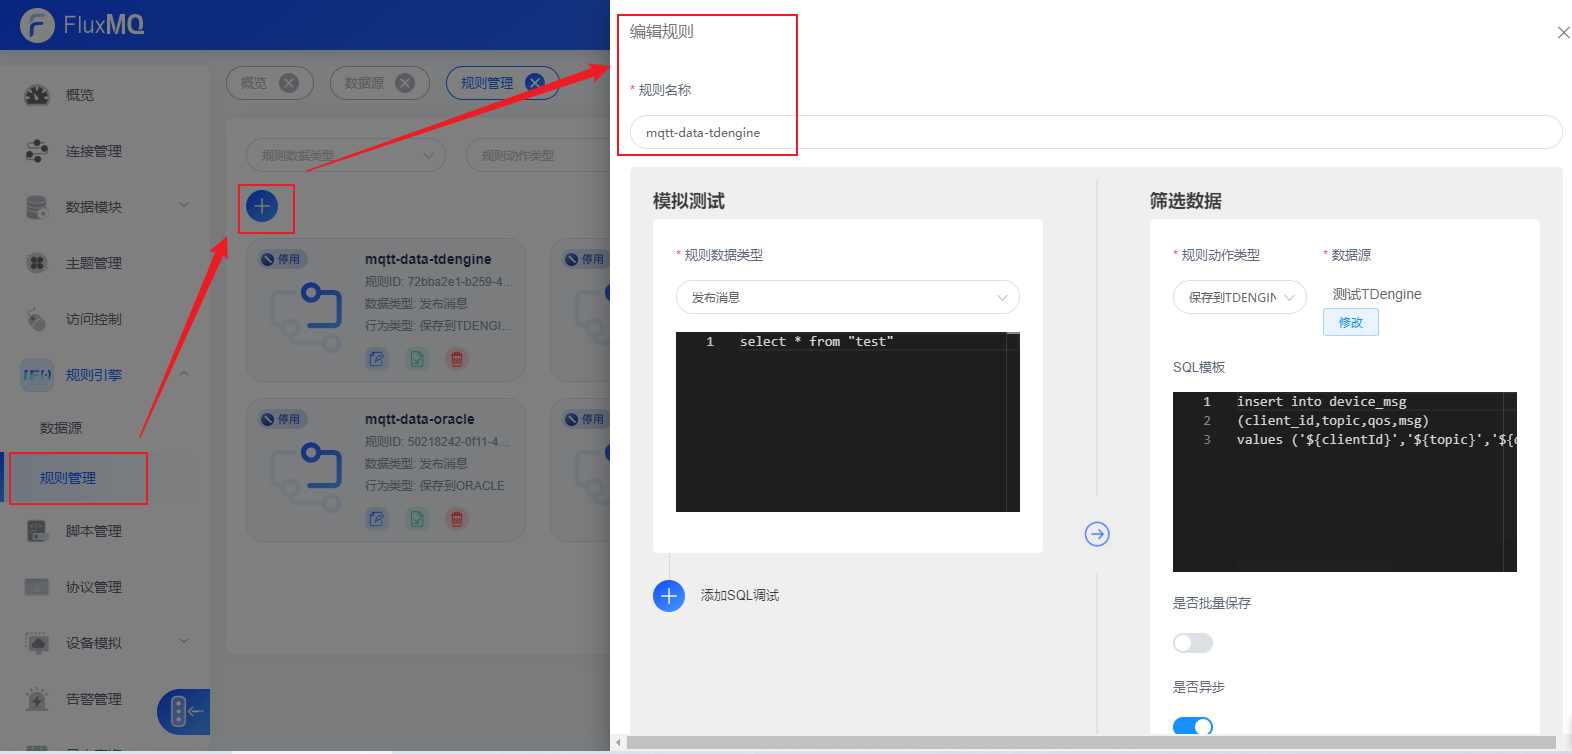 FluxMQ
概览
连接管理
数据模块
主题管理
访问控制
规则引擎
数据源
规则管理
脚本管理
协议管理
设备模拟
告警管理
概览
数据源
规则管理
规则数据类型
规则动作类型
停用
mqtt-data-tdengine
规则ID: 72bba2e1-b259-4...
数据类型: 发布消息
行为类型: 保存到TDENGI...
停用
停用
mqtt-data-oracle
规则ID: 50218242-0f11-4...
数据类型: 发布消息
行为类型: 保存到ORACLE
停用
编辑规则
* 规则名称
mqtt-data-tdengine
模拟测试
* 规则数据类型
发布消息
1 select * from "test"
添加SQL调试
筛选数据
* 规则动作类型
* 数据源
保存到TDENGIN
测试TDengine
修改
SQL模板
1 insert into device_msg
2 (client_id,topic,qos,msg)
3 values ('${clientId}','${topic}','${
是否批量保存
是否异步